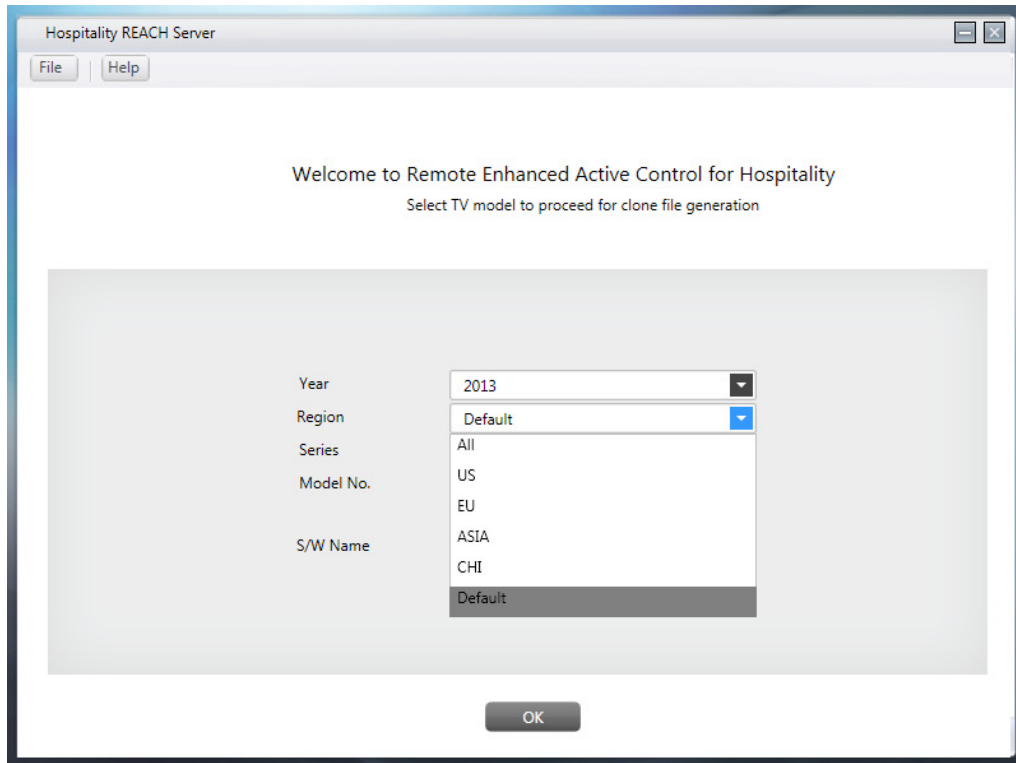 Hospitality REACH Server
File Help
Welcome to Remote Enhanced Active Control for Hospitality
Select TV model to proceed for clone file generation
Year 2013
Region Default
Series All
US
Model No.
EU
ASIA
S/W Name
CHI
Default
OK